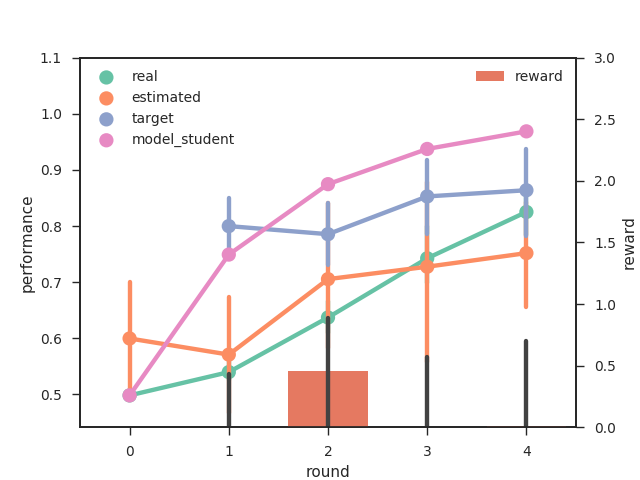 real
estimated
target
model_student
reward
1.1
1.0
0.9
0.8
0.7
0.6
0.5
performance
3.0
2.5
2.0
1.5
1.0
0.5
0.0
reward
0
1
2
3
4
round